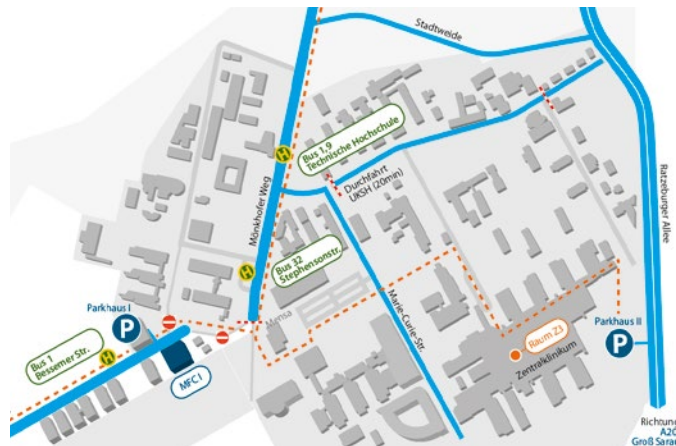 Stadtweide
Bus 1,9
Technische Hochschule
H
Durchfahrt
UKSH (20min)
Mönkhofer Weg
Ratzeburger Allee
Bus 32
Stephensonstr.
H
Mensa
Marie-Curie-Str.
Parkhaus I
P
Bus 1
Bessemer Str.
H
MFC I
Raum Z3
Zentralklinikum
Parkhaus II
P
Richtung
A20
Groß Sarau